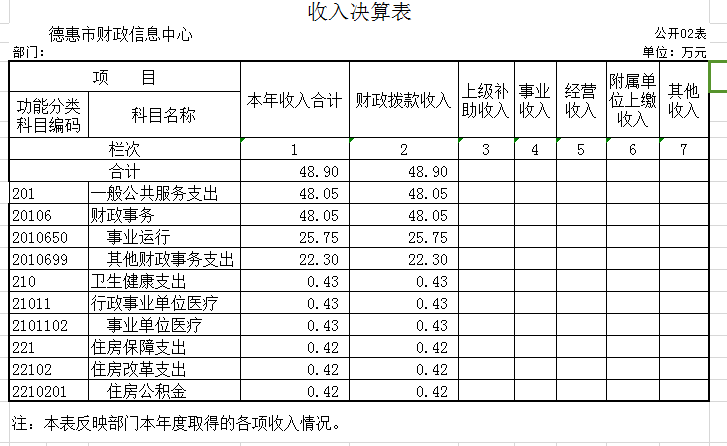 收入决算表
公开02表
德惠市财政信息中心
部门： 单位：万元
项 目 本年收入合计 财政拨款收入 上级补助收入 事业收入 经营收入 附属单位上缴收入 其他收入
功能分类科目编码 科目名称
栏次 1 2 3 4 5 6 7
合计 48.90 48.90
201 一般公共服务支出 48.05 48.05
20106 财政事务 48.05 48.05
2010650 事业运行 25.75 25.75
2010699 其他财政事务支出 22.30 22.30
210 卫生健康支出 0.43 0.43
21011 行政事业单位医疗 0.43 0.43
2101102 事业单位医疗 0.43 0.43
221 住房保障支出 0.42 0.42
22102 住房改革支出 0.42 0.42
2210201 住房公积金 0.42 0.42
注：本表反映部门本年度取得的各项收入情况。